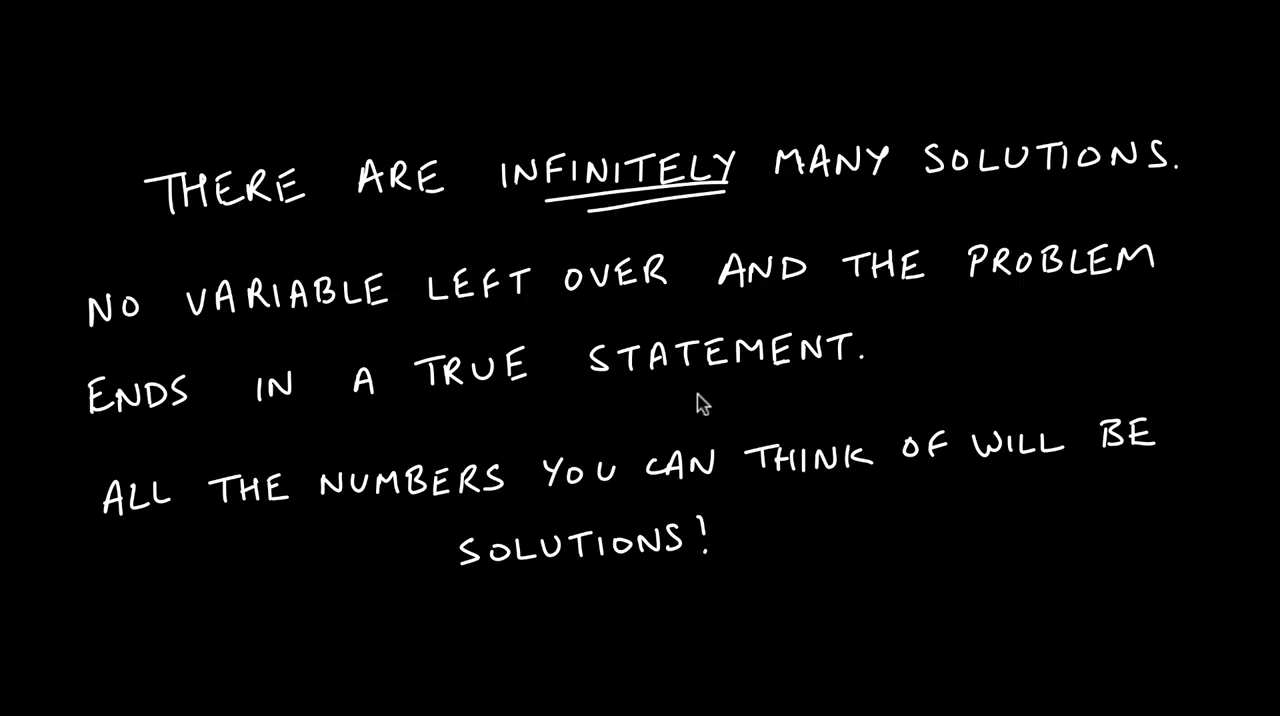 THERE ARE INFINITELY MANY SOLUTIONS.
NO VARIABLE LEFT OVER AND THE PROBLEM
ENDS IN A TRUE STATEMENT.
ALL THE NUMBERS YOU CAN THINK OF WILL BE
SOLUTIONS!